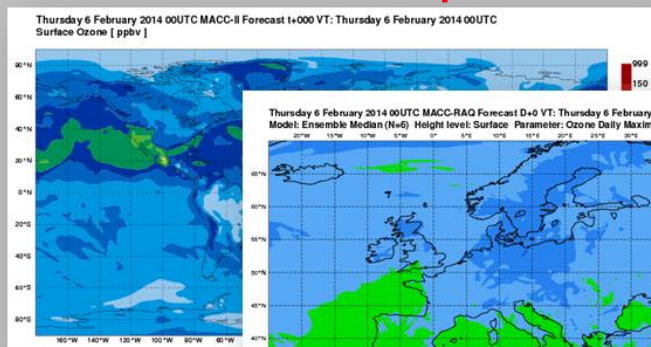 Thursday 6 February 2014 00UTC MACC-II Forecast t+000 VT: Thursday 6 February 2014 00UTC
Surface Ozone [ ppbv ]
80°N
60°N
40°N
20°N
0°N
20°S
40°S
60°S
80°S
160°W 140°W 120°W 100°W 80°W 60°W
999
150
Thursday 6 February 2014 00UTC MACC-RAQ Forecast D+0 VT: Thursday 6 February
Model: Ensemble Median (N=6) Height level: Surface Parameter: Ozone Daily Maxim
20°W 15°W 10°W 5°W 0°E 5°E 10°E 15°E 20°E 25°E 30°E
65°N
60°N
55°N
50°N
45°N
40°N